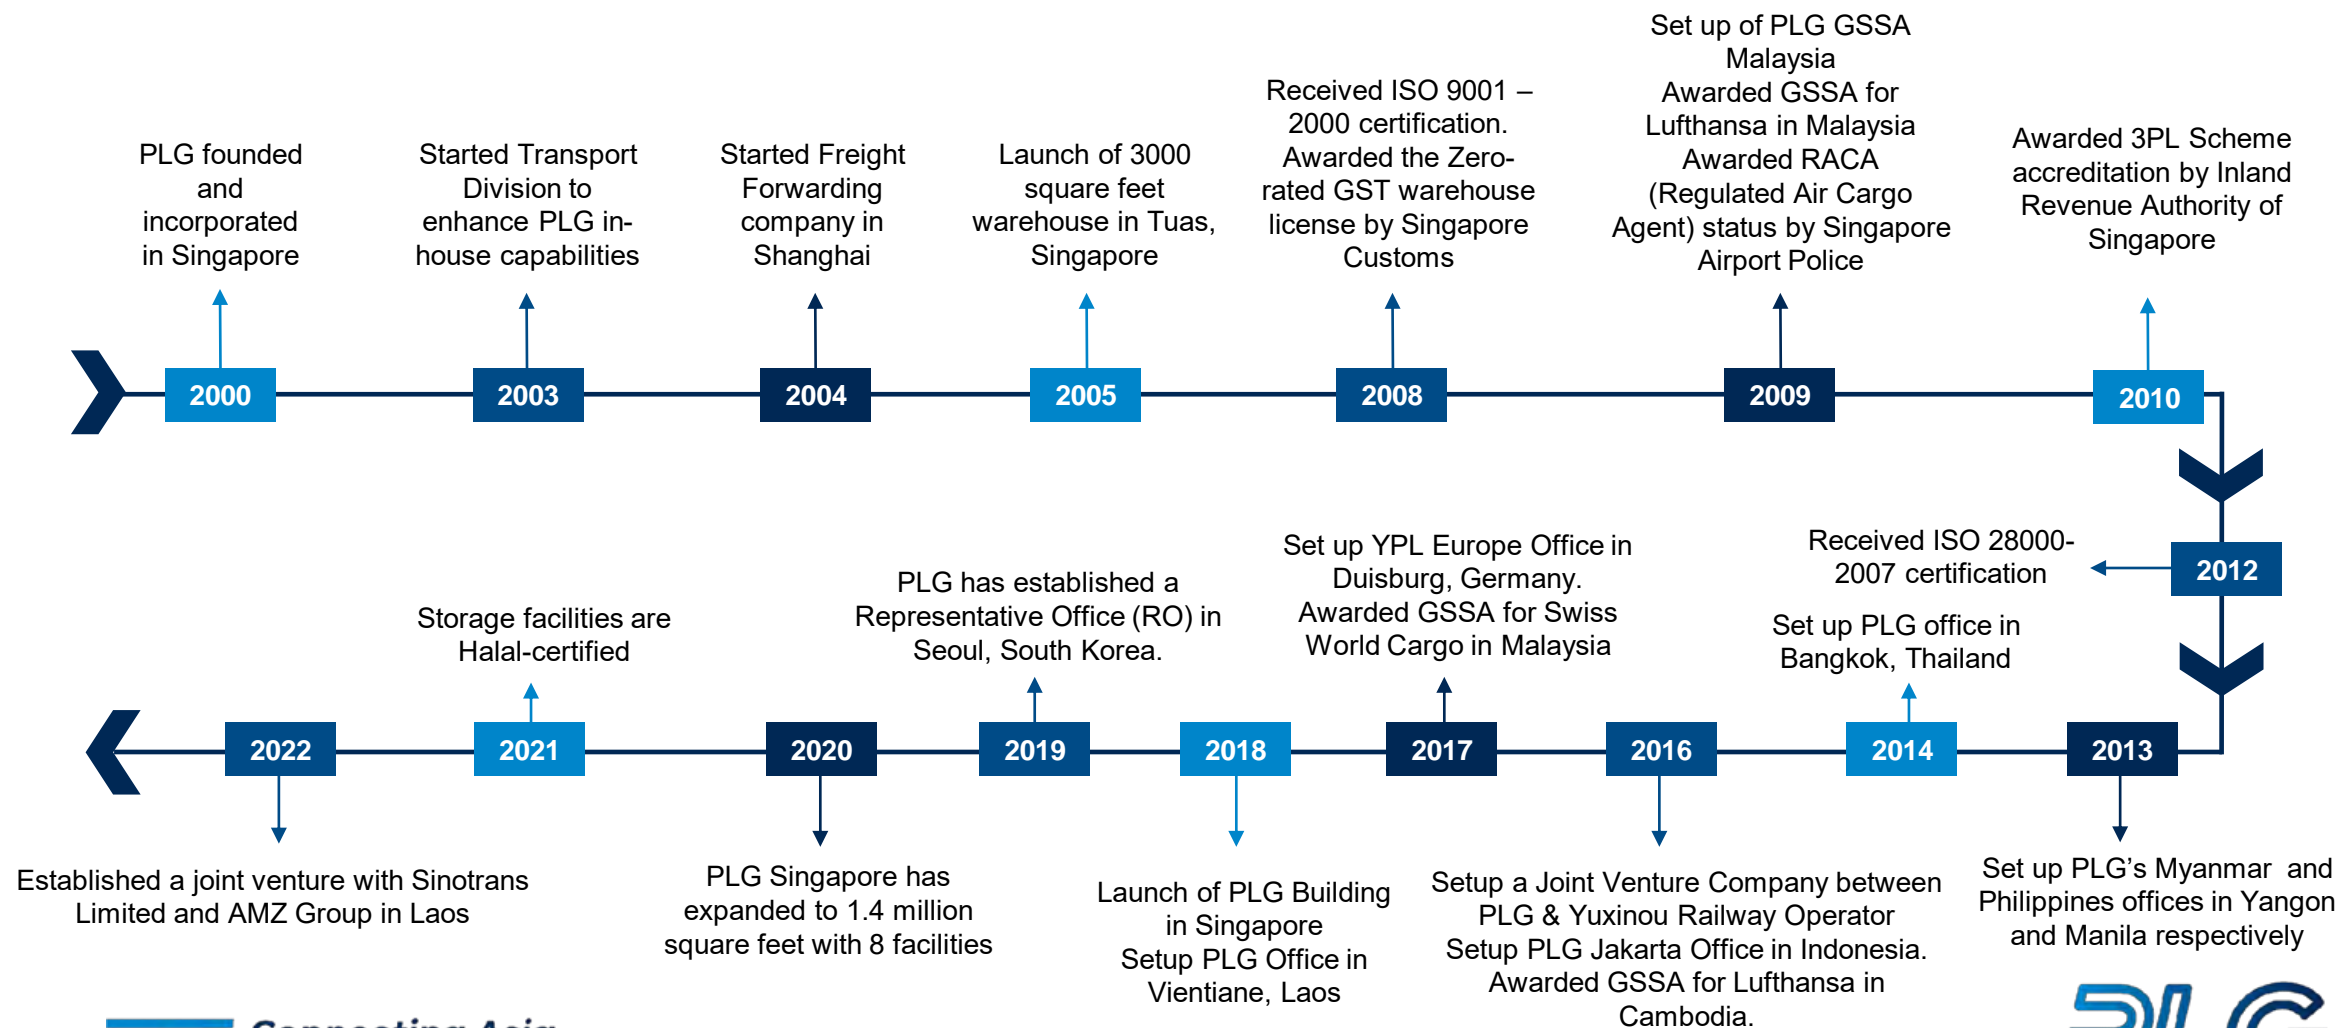 PLG founded
and
incorporated
in Singapore
Started Transport
Division to
enhance PLG in-
house capabilities
Started Freight
Forwarding
company in
Shanghai
Launch of 3000
square feet
warehouse in Tuas,
Singapore
Received ISO 9001 –
2000 certification.
Awarded the Zero-
rated GST warehouse
license by Singapore
Customs
Set up of PLG GSSA
Malaysia
Awarded GSSA for
Lufthansa in Malaysia
Awarded RACA
(Regulated Air Cargo
Agent) status by Singapore
Airport Police
Awarded 3PL Scheme
accreditation by Inland
Revenue Authority of
Singapore
2000
2003
2004
2005
2008
2009
2010
Received ISO 28000-
2007 certification
2012
Storage facilities are
Halal-certified
PLG has established a
Representative Office (RO) in
Seoul, South Korea.
Set up YPL Europe Office in
Duisburg, Germany.
Awarded GSSA for Swiss
World Cargo in Malaysia
Set up PLG office in
Bangkok, Thailand
2022
2021
2020
2019
2018
2017
2016
2014
2013
Established a joint venture with Sinotrans
Limited and AMZ Group in Laos
PLG Singapore has
expanded to 1.4 million
square feet with 8 facilities
Launch of PLG Building
in Singapore
Setup PLG Office in
Vientiane, Laos
Setup a Joint Venture Company between
PLG & Yuxinou Railway Operator
Setup PLG Jakarta Office in Indonesia.
Awarded GSSA for Lufthansa in
Cambodia.
Set up PLG’s Myanmar  and
Philippines offices in Yangon
and Manila respectively
Connecting Asia
PLG